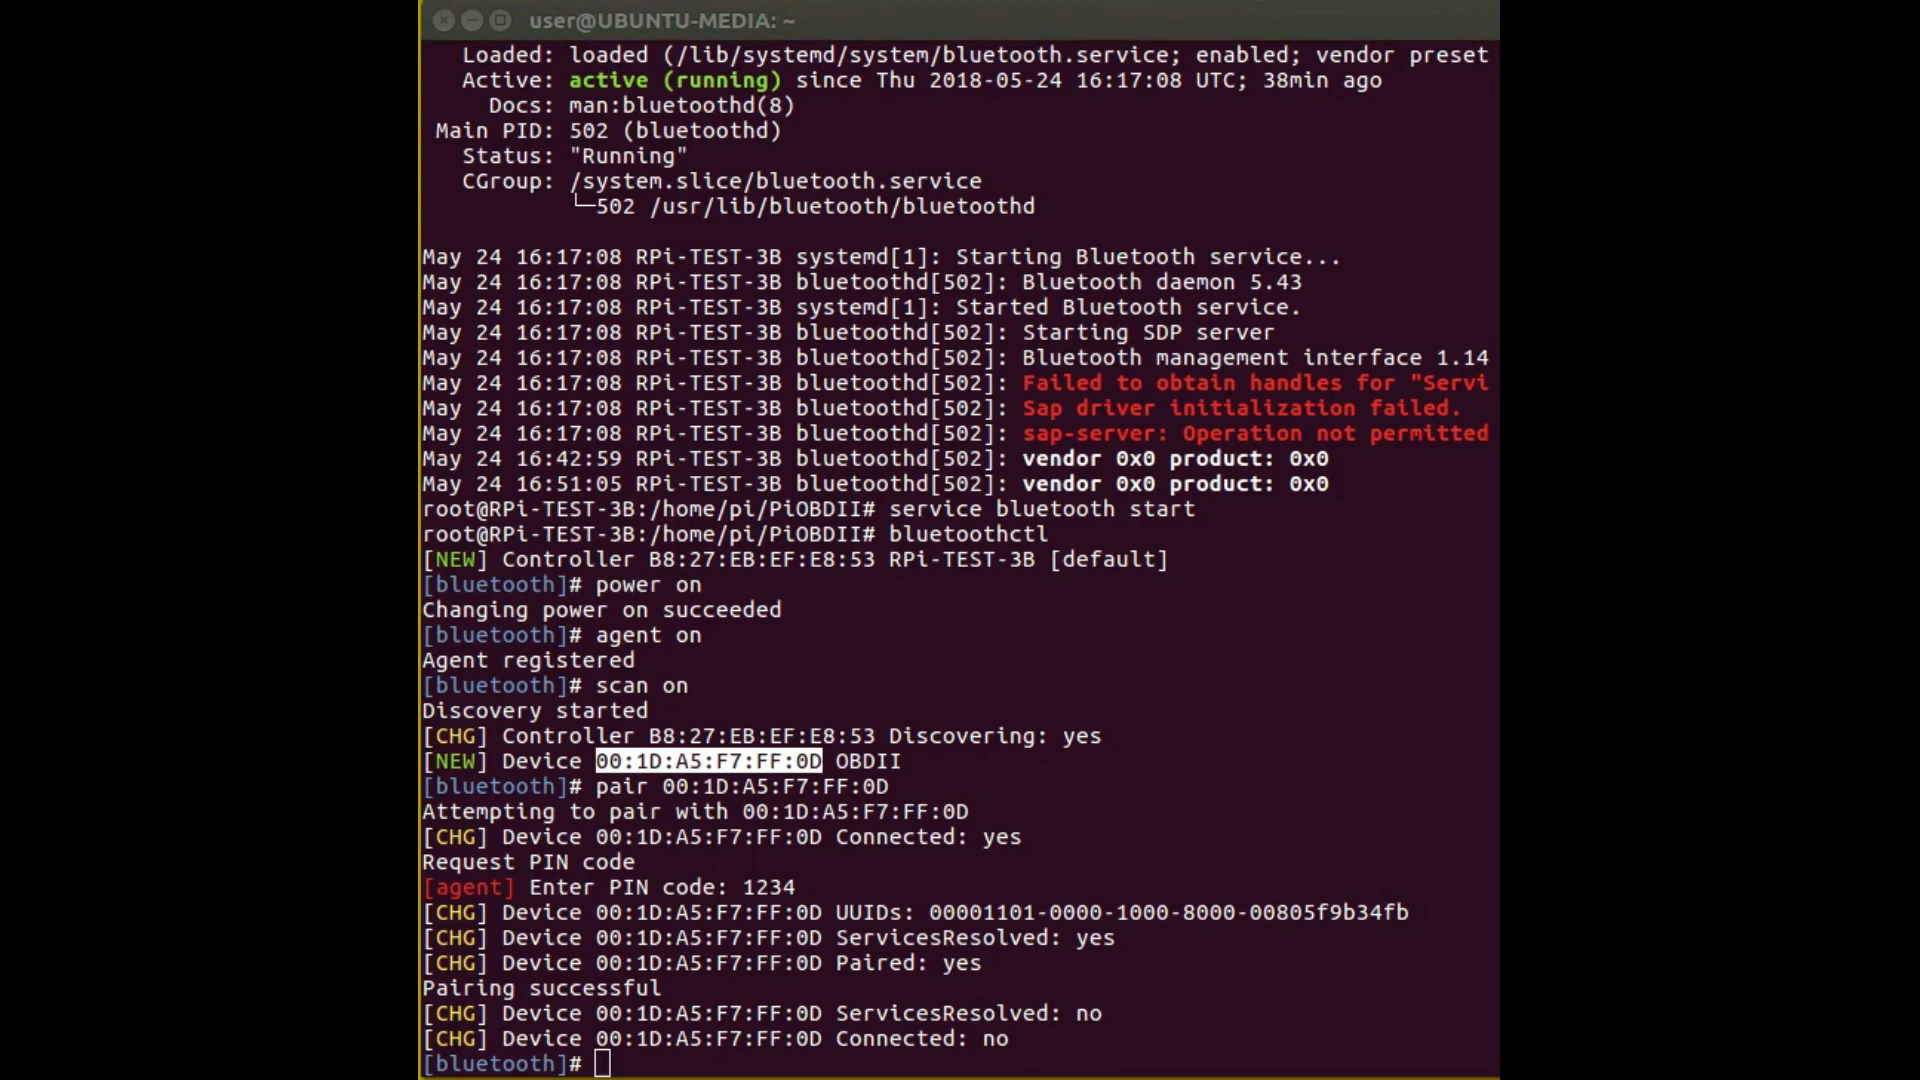 user@UBUNTU-MEDIA: ~
Loaded: loaded (/lib/systemd/system/bluetooth.service; enabled; vendor preset
Active: active (running) since Thu 2018-05-24 16:17:08 UTC; 38min ago
Docs: man:bluetoothd(8)
Main PID: 502 (bluetoothd)
Status: "Running"
CGroup: /system.slice/bluetooth.service
└─502 /usr/lib/bluetooth/bluetoothd
May 24 16:17:08 RPi-TEST-3B systemd[1]: Starting Bluetooth service...
May 24 16:17:08 RPi-TEST-3B bluetoothd[502]: Bluetooth daemon 5.43
May 24 16:17:08 RPi-TEST-3B systemd[1]: Started Bluetooth service.
May 24 16:17:08 RPi-TEST-3B bluetoothd[502]: Starting SDP server
May 24 16:17:08 RPi-TEST-3B bluetoothd[502]: Bluetooth management interface 1.14
May 24 16:17:08 RPi-TEST-3B bluetoothd[502]: Failed to obtain handles for "Servi
May 24 16:17:08 RPi-TEST-3B bluetoothd[502]: Sap driver initialization failed.
May 24 16:17:08 RPi-TEST-3B bluetoothd[502]: sap-server: Operation not permitted
May 24 16:42:59 RPi-TEST-3B bluetoothd[502]: vendor 0x0 product: 0x0
May 24 16:51:05 RPi-TEST-3B bluetoothd[502]: vendor 0x0 product: 0x0
root@RPi-TEST-3B:/home/pi/PiOBDII# service bluetooth start
root@RPi-TEST-3B:/home/pi/PiOBDII# bluetoothctl
[NEW] Controller B8:27:EB:EF:E8:53 RPi-TEST-3B [default]
[bluetooth]# power on
Changing power on succeeded
[bluetooth]# agent on
Agent registered
[bluetooth]# scan on
Discovery started
[CHG] Controller B8:27:EB:EF:E8:53 Discovering: yes
[NEW] Device 00:1D:A5:F7:FF:0D OBDII
[bluetooth]# pair 00:1D:A5:F7:FF:0D
Attempting to pair with 00:1D:A5:F7:FF:0D
[CHG] Device 00:1D:A5:F7:FF:0D Connected: yes
Request PIN code
[agent] Enter PIN code: 1234
[CHG] Device 00:1D:A5:F7:FF:0D UUIDs: 00001101-0000-1000-8000-00805f9b34fb
[CHG] Device 00:1D:A5:F7:FF:0D ServicesResolved: yes
[CHG] Device 00:1D:A5:F7:FF:0D Paired: yes
Pairing successful
[CHG] Device 00:1D:A5:F7:FF:0D ServicesResolved: no
[CHG] Device 00:1D:A5:F7:FF:0D Connected: no
[bluetooth]#